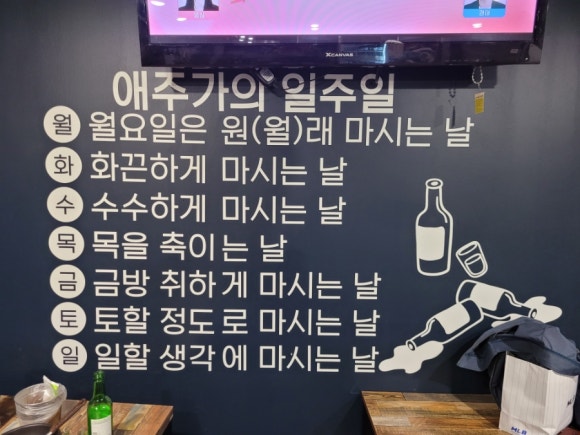 XCANVAS
애주가의 일주일
월 월요일은 원(월)래 마시는 날
화 화끈하게 마시는 날
수 수수하게 마시는 날
목 목을 축이는 날
금 금방 취하게 마시는 날
토 토할 정도로 마시는 날
일 일할 생각에 마시는 날
MLB